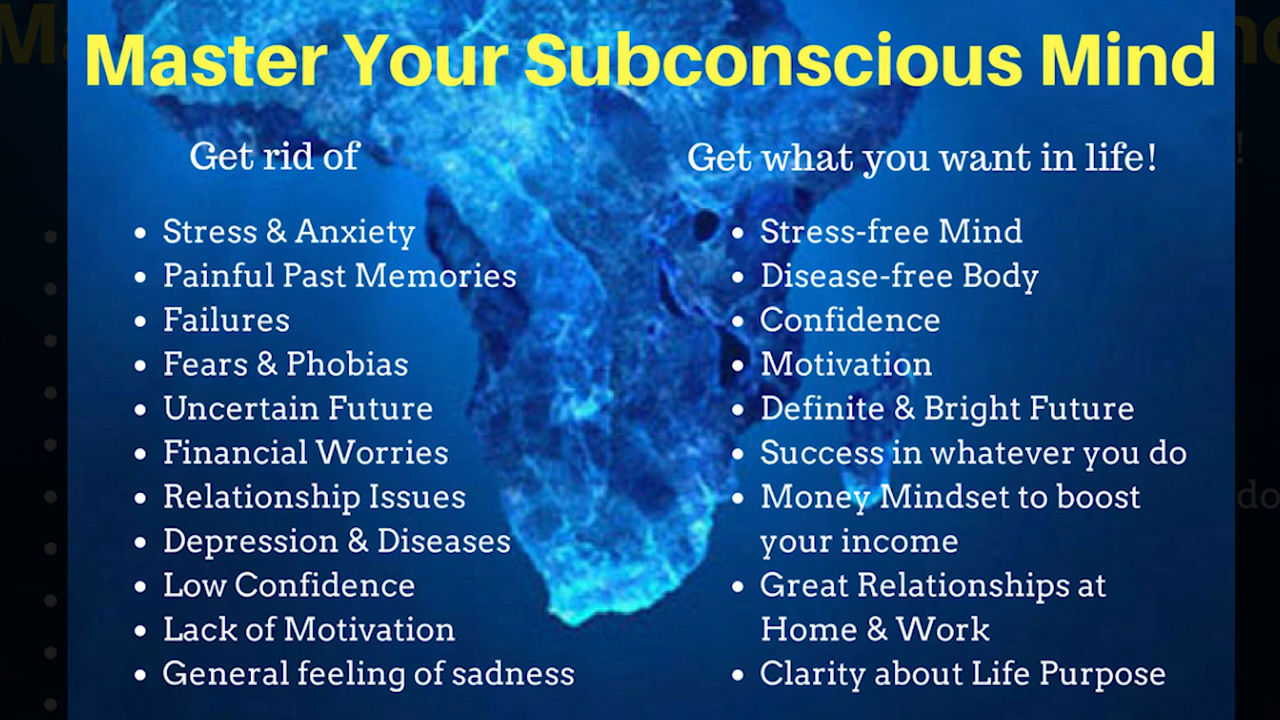 Master Your Subconscious Mind
Get rid of
• Stress & Anxiety
• Painful Past Memories
• Failures
• Fears & Phobias
• Uncertain Future
• Financial Worries
• Relationship Issues
• Depression & Diseases
• Low Confidence
• Lack of Motivation
• General feeling of sadness
Get what you want in life!
• Stress-free Mind
• Disease-free Body
• Confidence
• Motivation
• Definite & Bright Future
• Success in whatever you do
• Money Mindset to boost
your income
• Great Relationships at
Home & Work
• Clarity about Life Purpose